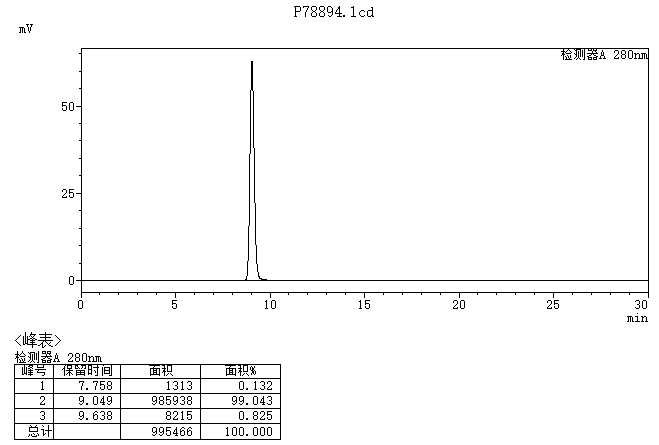 P78894.lcd
mV
检测器A 280nm
50
25
0
0 5 10 15 20 25 30
min
<峰表>
检测器A 280nm
峰号 保留时间 面积 面积%
1 7.758 1313 0.132
2 9.049 985938 99.043
3 9.638 8215 0.825
总计 995466 100.000